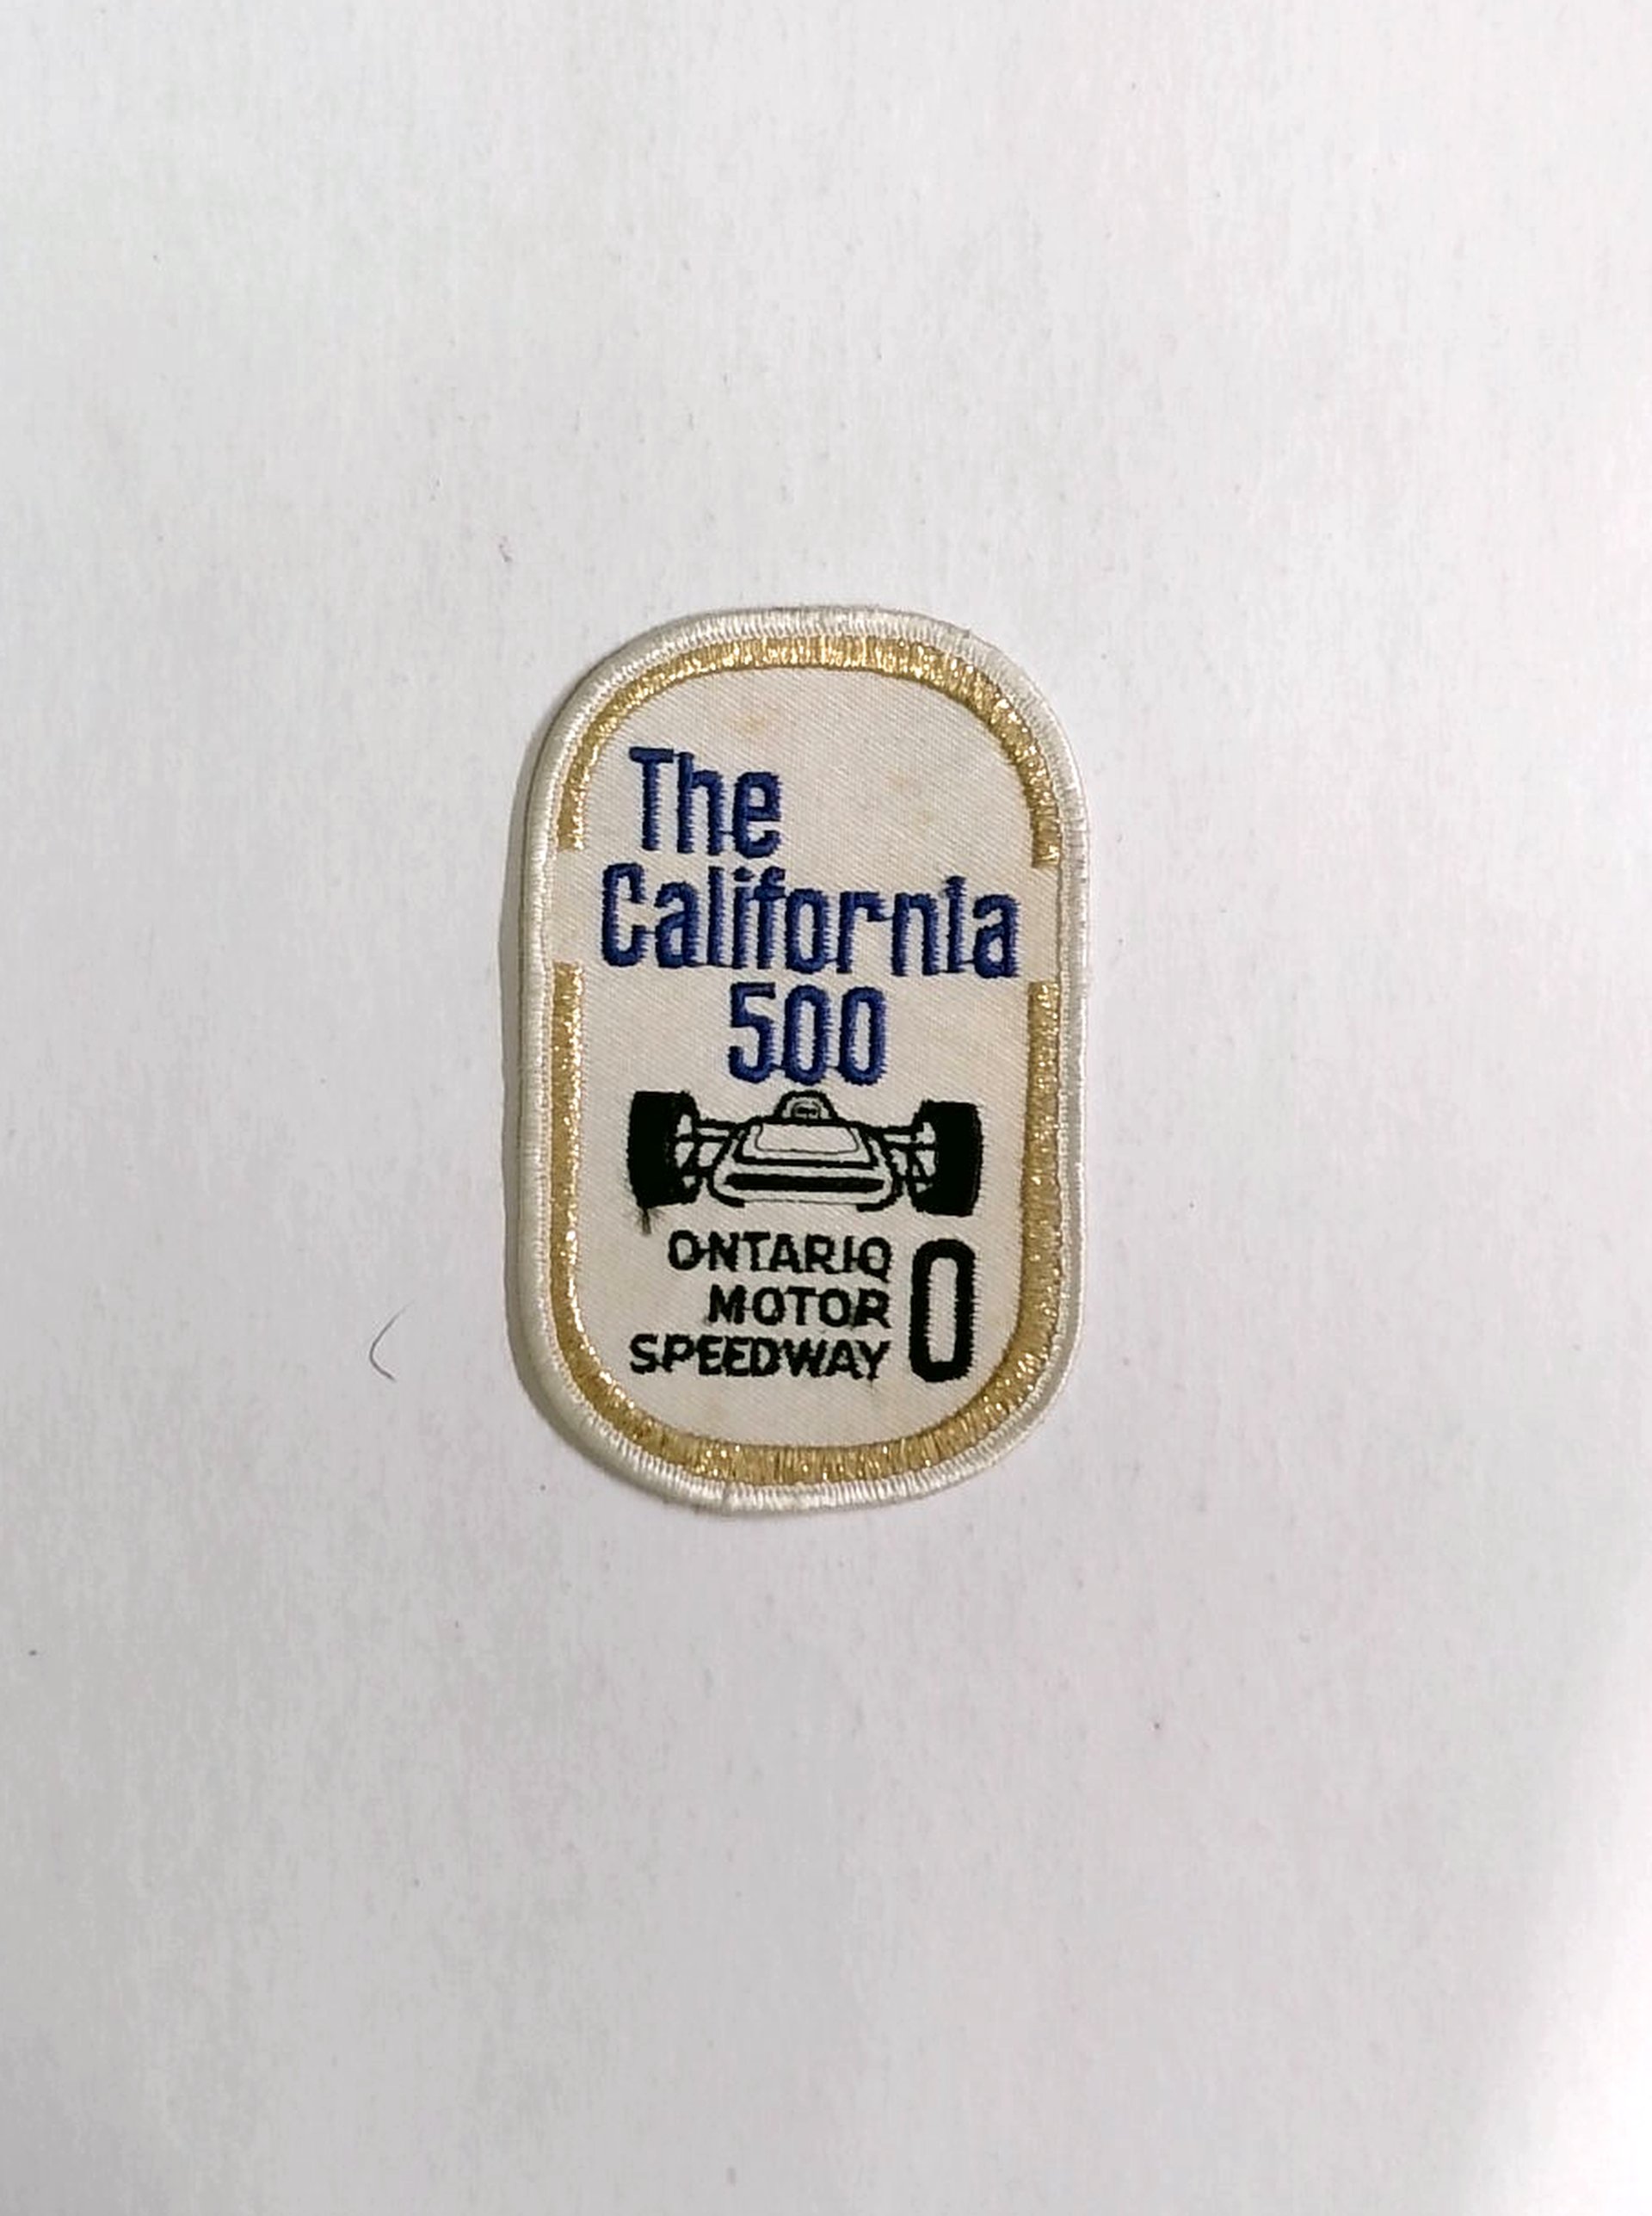 The
California
500
ONTARIO
MOTOR
SPEEDWAY
O